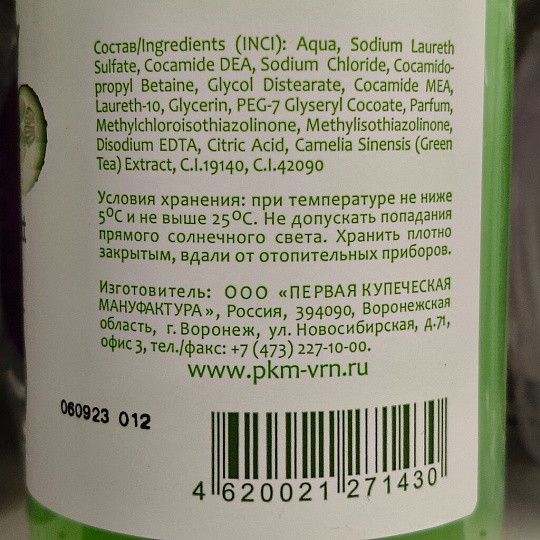 Состав/Ingredients (INCI): Aqua, Sodium Laureth
Sulfate, Cocamide DEA, Sodium Chloride, Cocamido-
propyl Betaine, Glycol Distearate, Cocamide MEA,
Laureth-10, Glycerin, PEG-7 Glyseryl Cocoate, Parfum,
Methylchloroisothiazolinone, Methylisothiazolinone,
Disodium EDTA, Citric Acid, Camelia Sinensis (Green
Tea) Extract, C.I.19140, C.I.42090
Условия хранения: при температуре не ниже
5ºС и не выше 25ºС. Не допускать попадания
прямого солнечного света. Хранить плотно
закрытым, вдали от отопительных приборов.
Изготовитель: ООО «ПЕРВАЯ КУПЕЧЕСКАЯ
МАНУФАКТУРА», Россия, 394090, Воронежская
область, г.Воронеж, ул. Новосибирская, д.71,
офис 3, тел./факс: +7 (473) 227-10-00.
www.pkm-vrn.ru
060923 012
4 620021 271430